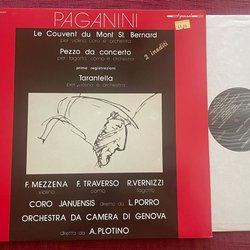 PAGANINI
Le Couvent du Mont St. Bernard
per violino coro e orchestra
Pezzo da concerto
per fagotto, corno e orchestra
2 inediti
prime registrazioni
Tarantella
per violino e orchestra
F. MEZZENA F. TRAVERSO R. VERNIZZI
violino corno fagotto
CORO JANUENSIS diretto da L. PORRO
ORCHESTRA DA CAMERA DI GENOVA
diretta da A. PLOTINO